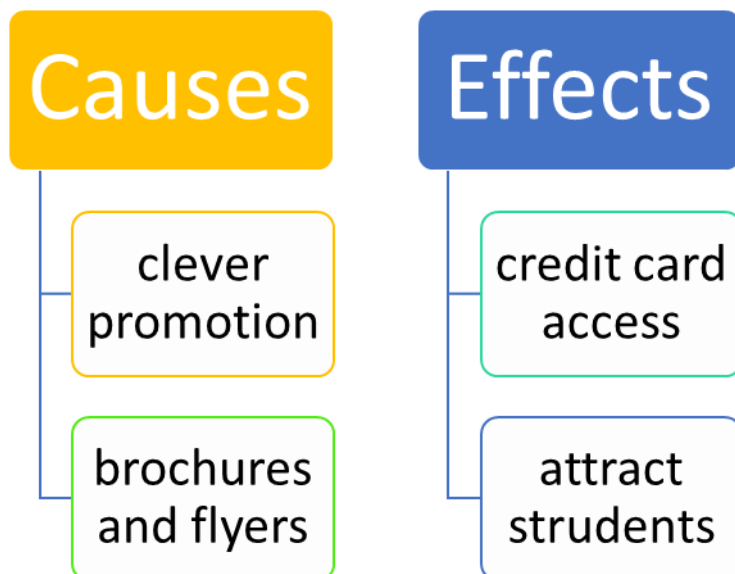 Causes
clever
promotion
brochures
and flyers
Effects
credit card
access
attract
strudents